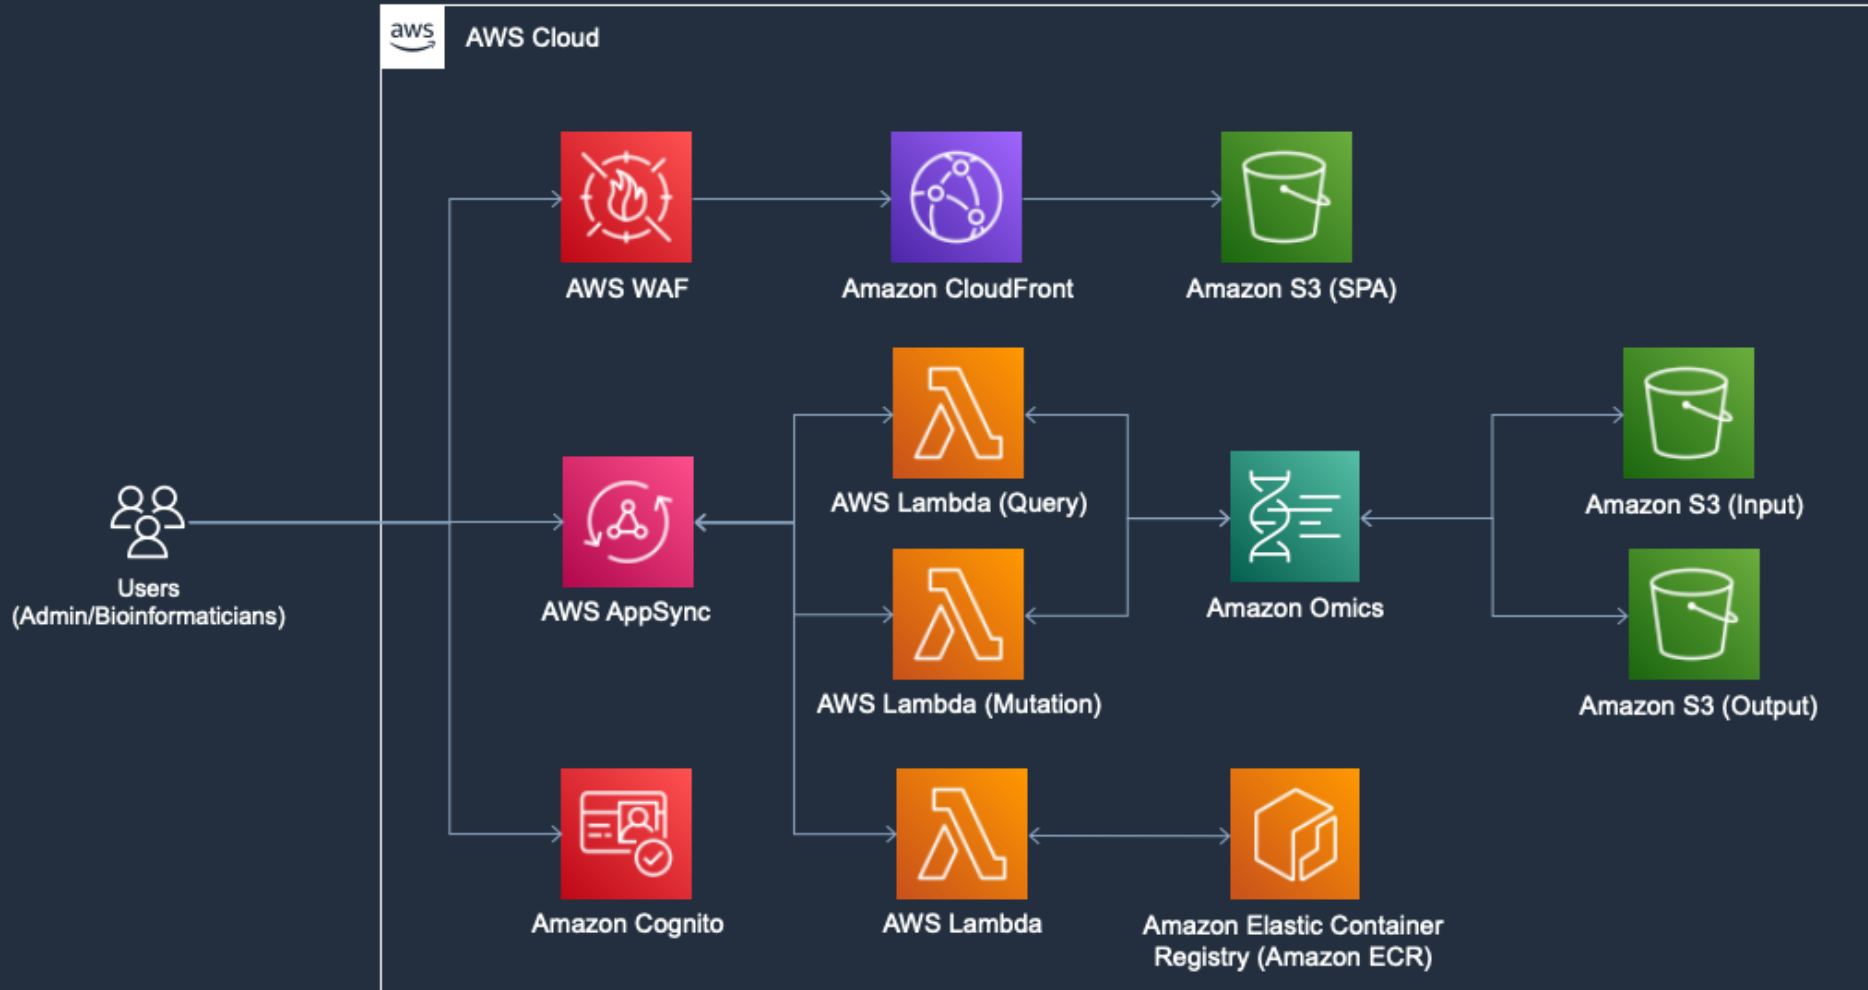 aws
AWS Cloud
AWS WAF
Amazon CloudFront
Amazon S3 (SPA)
AWS Lambda (Query)
Amazon S3 (Input)
Users
(Admin/Bioinformaticians)
AWS AppSync
Amazon Omics
AWS Lambda (Mutation)
Amazon S3 (Output)
Amazon Cognito
AWS Lambda
Amazon Elastic Container
Registry (Amazon ECR)